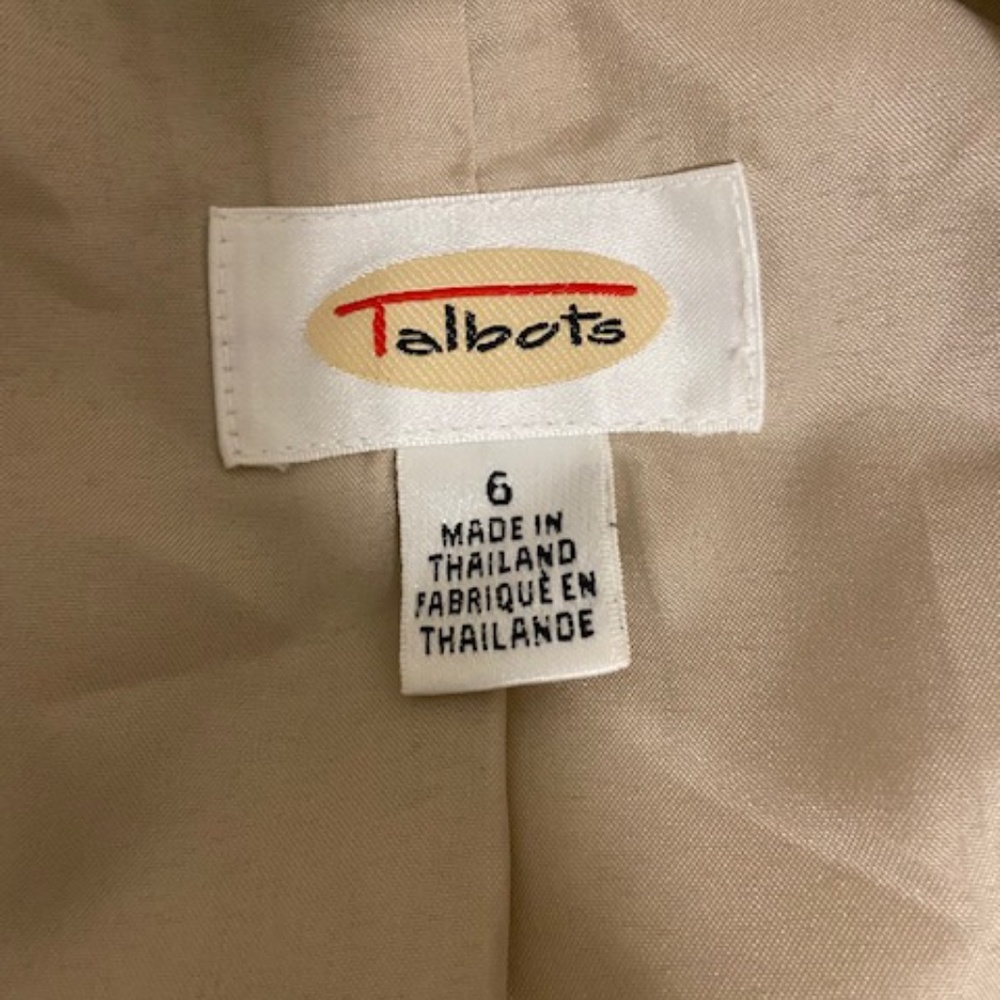 Talbots
6
MADE IN
THAILAND
FABRIQUÈ EN
THAILANDE